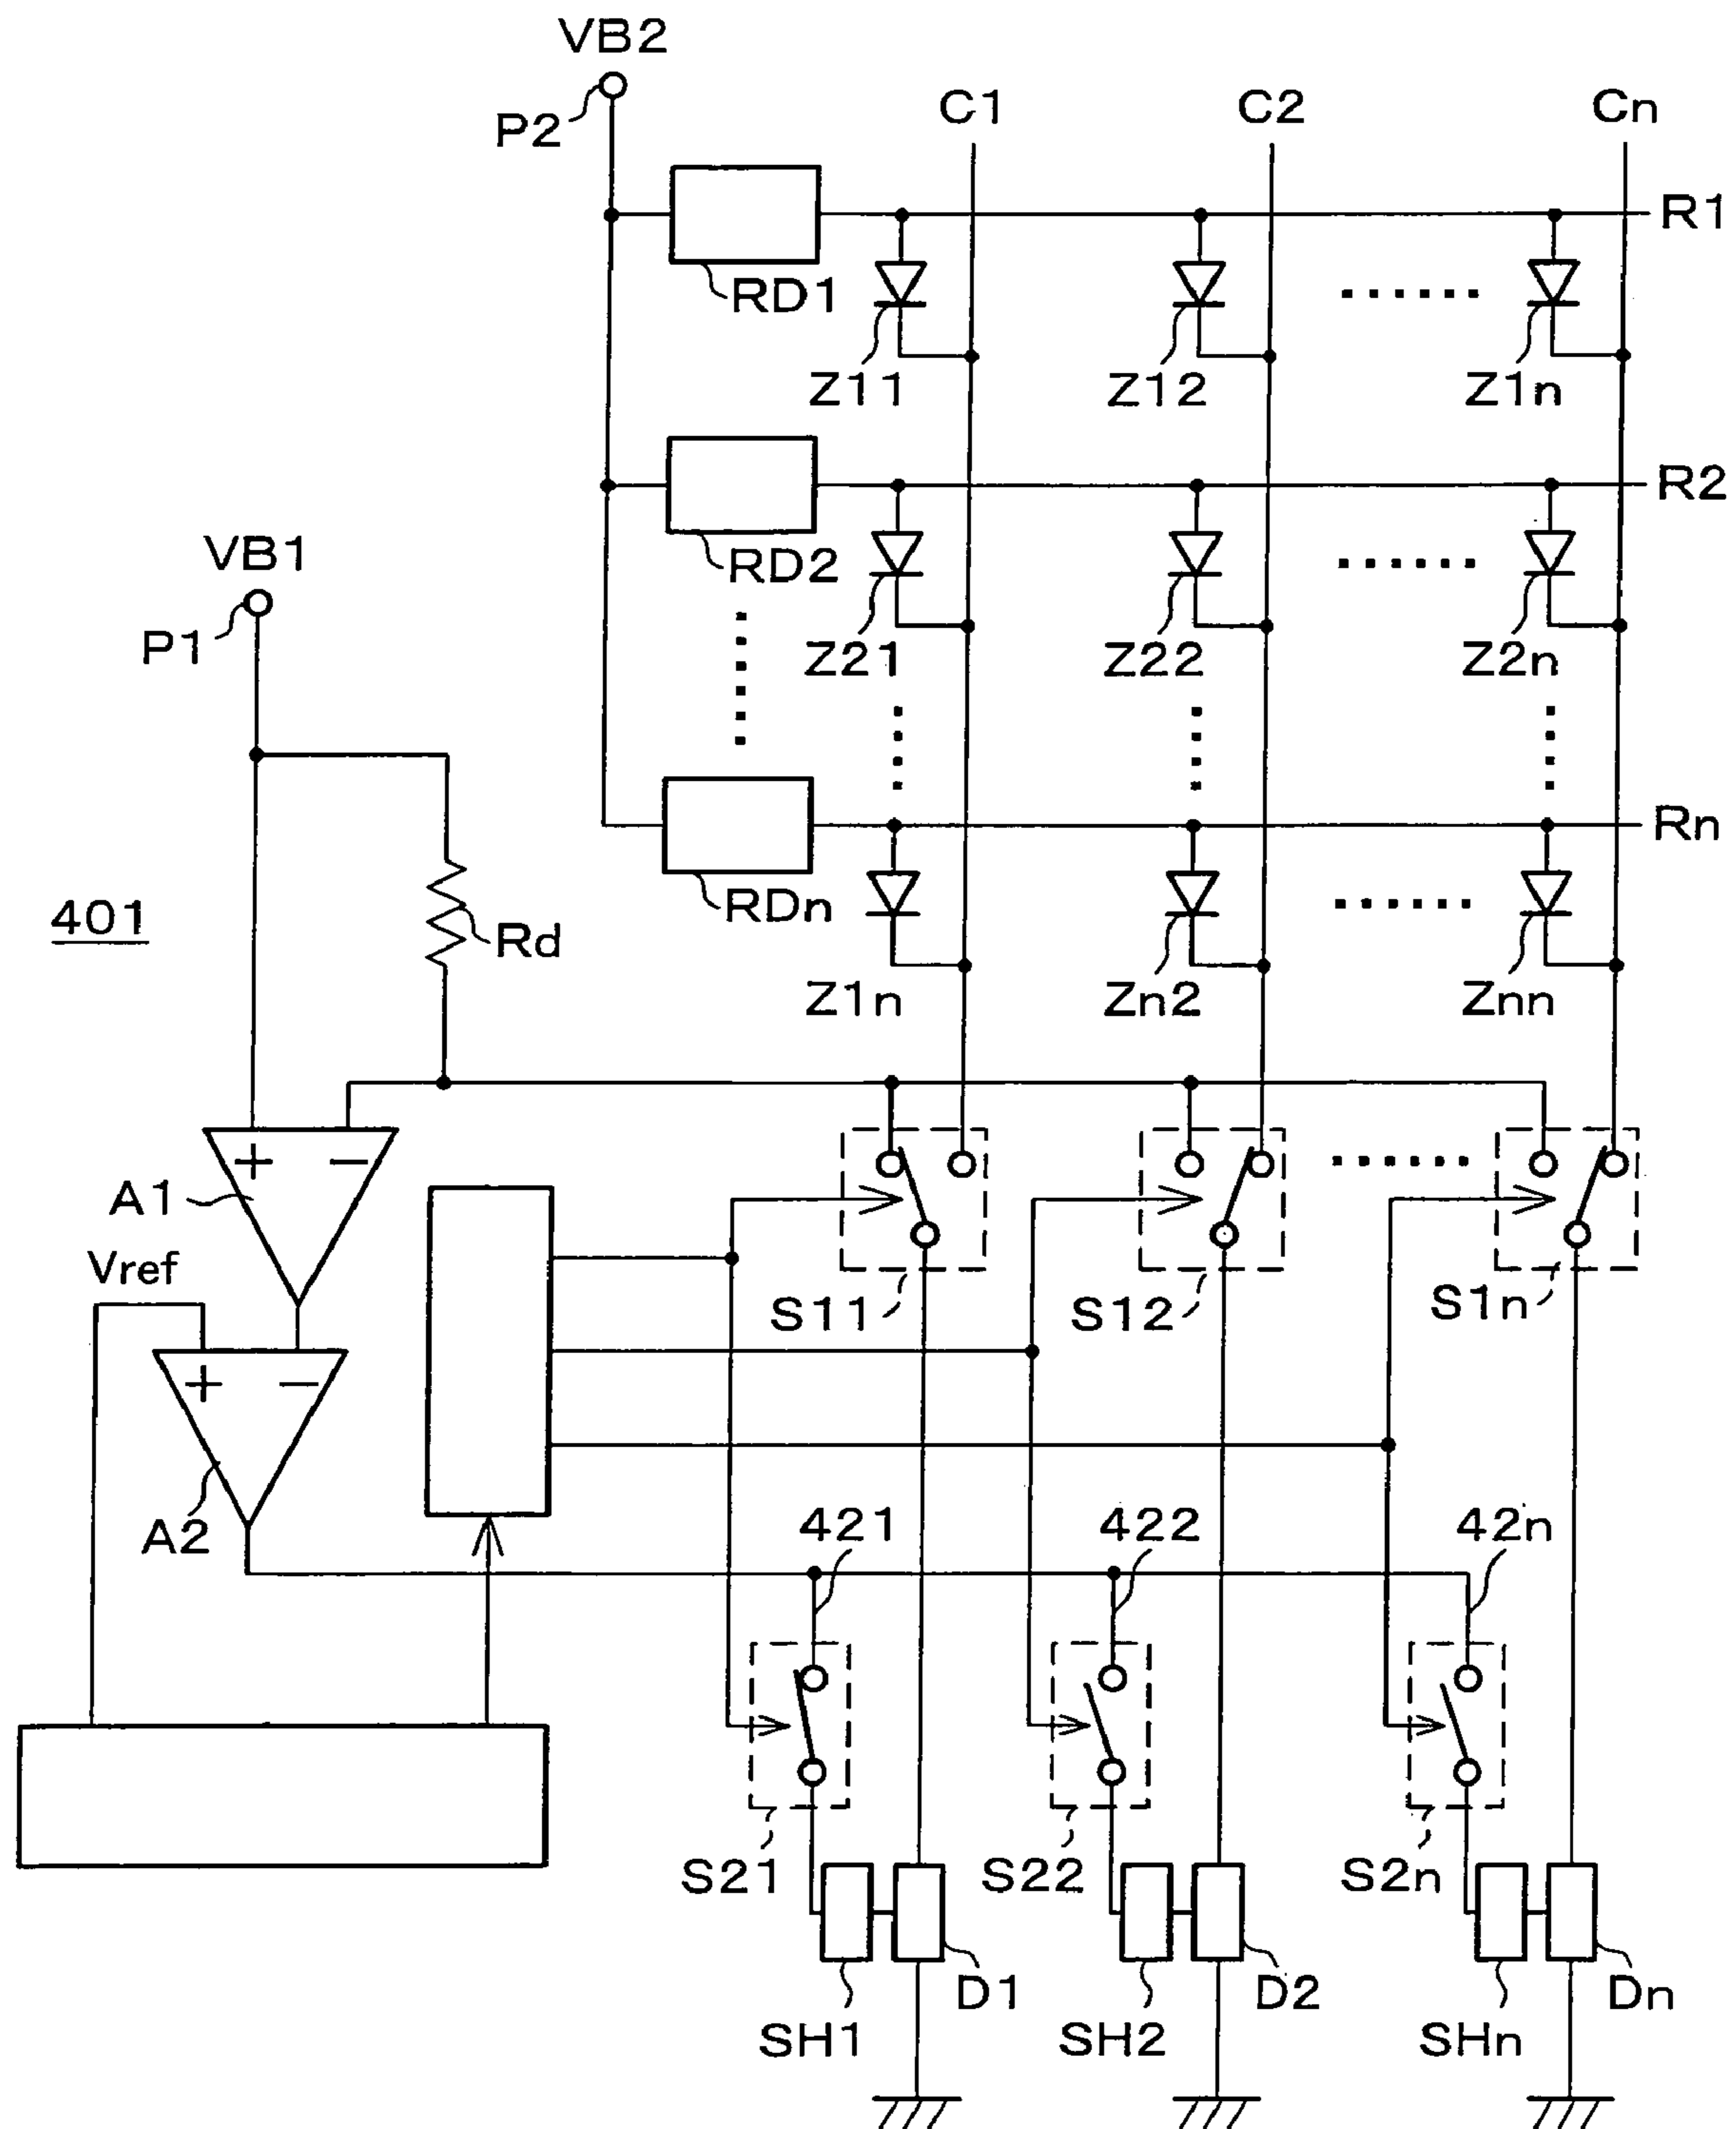 VB2
P2
C1
C2
Cn
R1
RD1
Z11
Z12
Z1n
R2
RD2
Z21
Z22
Z2n
VB1
P1
Rn
RDn
Z1n
Zn2
Znn
401
Rd
+ −
A1
Vref
S11
S12
S1n
+ −
A2
421
422
42n
S21
S22
S2n
D1
D2
Dn
SH1
SH2
SHn